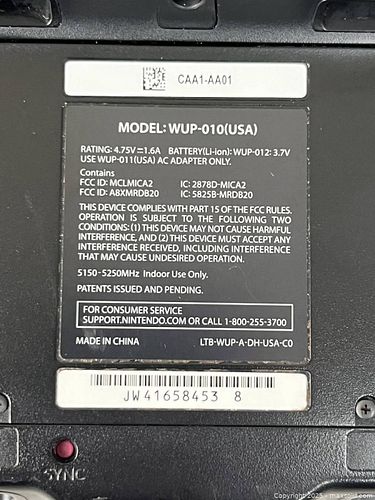 CAA1-AA01
MODEL: WUP-010(USA)
RATING: 4.75V⎓1.6A BATTERY(Li-ion): WUP-012: 3.7V
USE WUP-011(USA) AC ADAPTER ONLY.
Contains
FCC ID: MCLMICA2 IC: 2878D-MICA2
FCC ID: A8XMRDB20 IC: 5825B-MRDB20
THIS DEVICE COMPLIES WITH PART 15 OF THE FCC RULES.
OPERATION IS SUBJECT TO THE FOLLOWING TWO
CONDITIONS: (1) THIS DEVICE MAY NOT CAUSE HARMFUL
INTERFERENCE, AND (2) THIS DEVICE MUST ACCEPT ANY
INTERFERENCE RECEIVED, INCLUDING INTERFERENCE
THAT MAY CAUSE UNDESIRED OPERATION.
5150-5250MHz Indoor Use Only.
PATENTS ISSUED AND PENDING.
FOR CONSUMER SERVICE
SUPPORT.NINTENDO.COM OR CALL 1-800-255-3700
MADE IN CHINA LTB-WUP-A-DH-USA-C0
JW41658453 8
SYNC
Copyright 2025 - maxsold.com